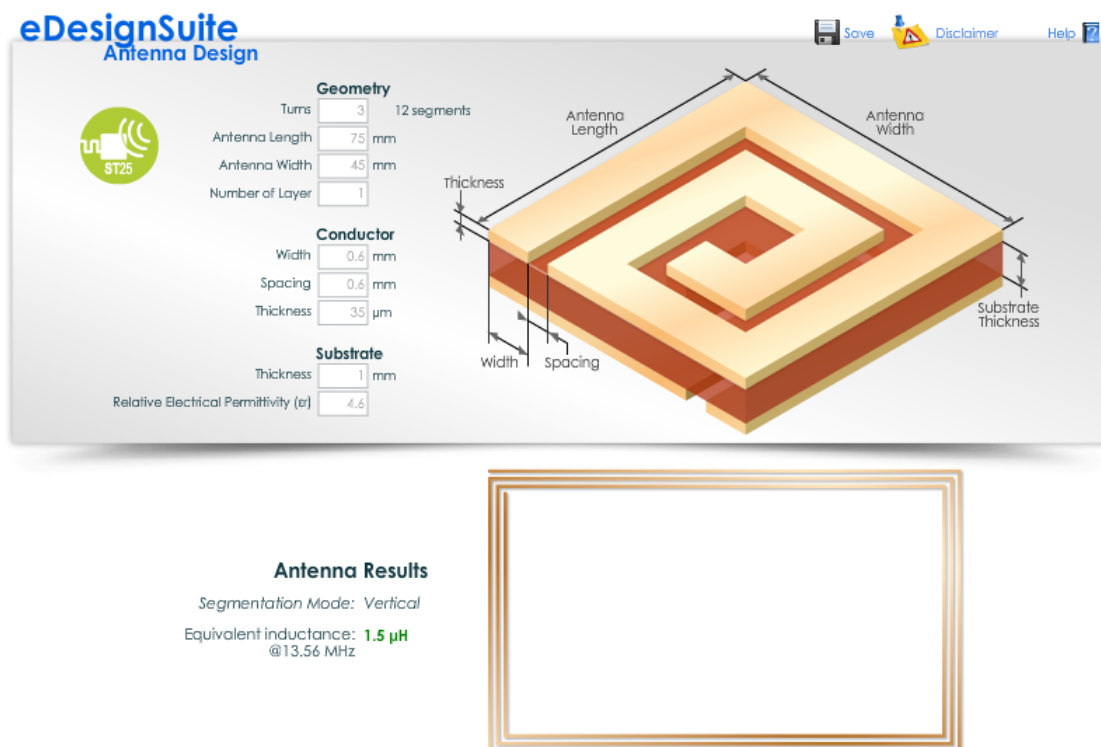 eDesignSuite
Antenna Design
Save
Disclaimer
Help
?
ST25
Geometry
Turns 3 12 segments
Antenna Length 75 mm
Antenna Width 45 mm
Number of Layer 1
Conductor
Width 0.6 mm
Spacing 0.6 mm
Thickness 35 μm
Substrate
Thickness 1 mm
Relative Electrical Permittivity (εr) 4.6
Antenna
Length
Antenna
Width
Thickness
Substrate
Thickness
Width
Spacing
Antenna Results
Segmentation Mode: Vertical
Equivalent inductance: 1.5 μH
@13.56 MHz